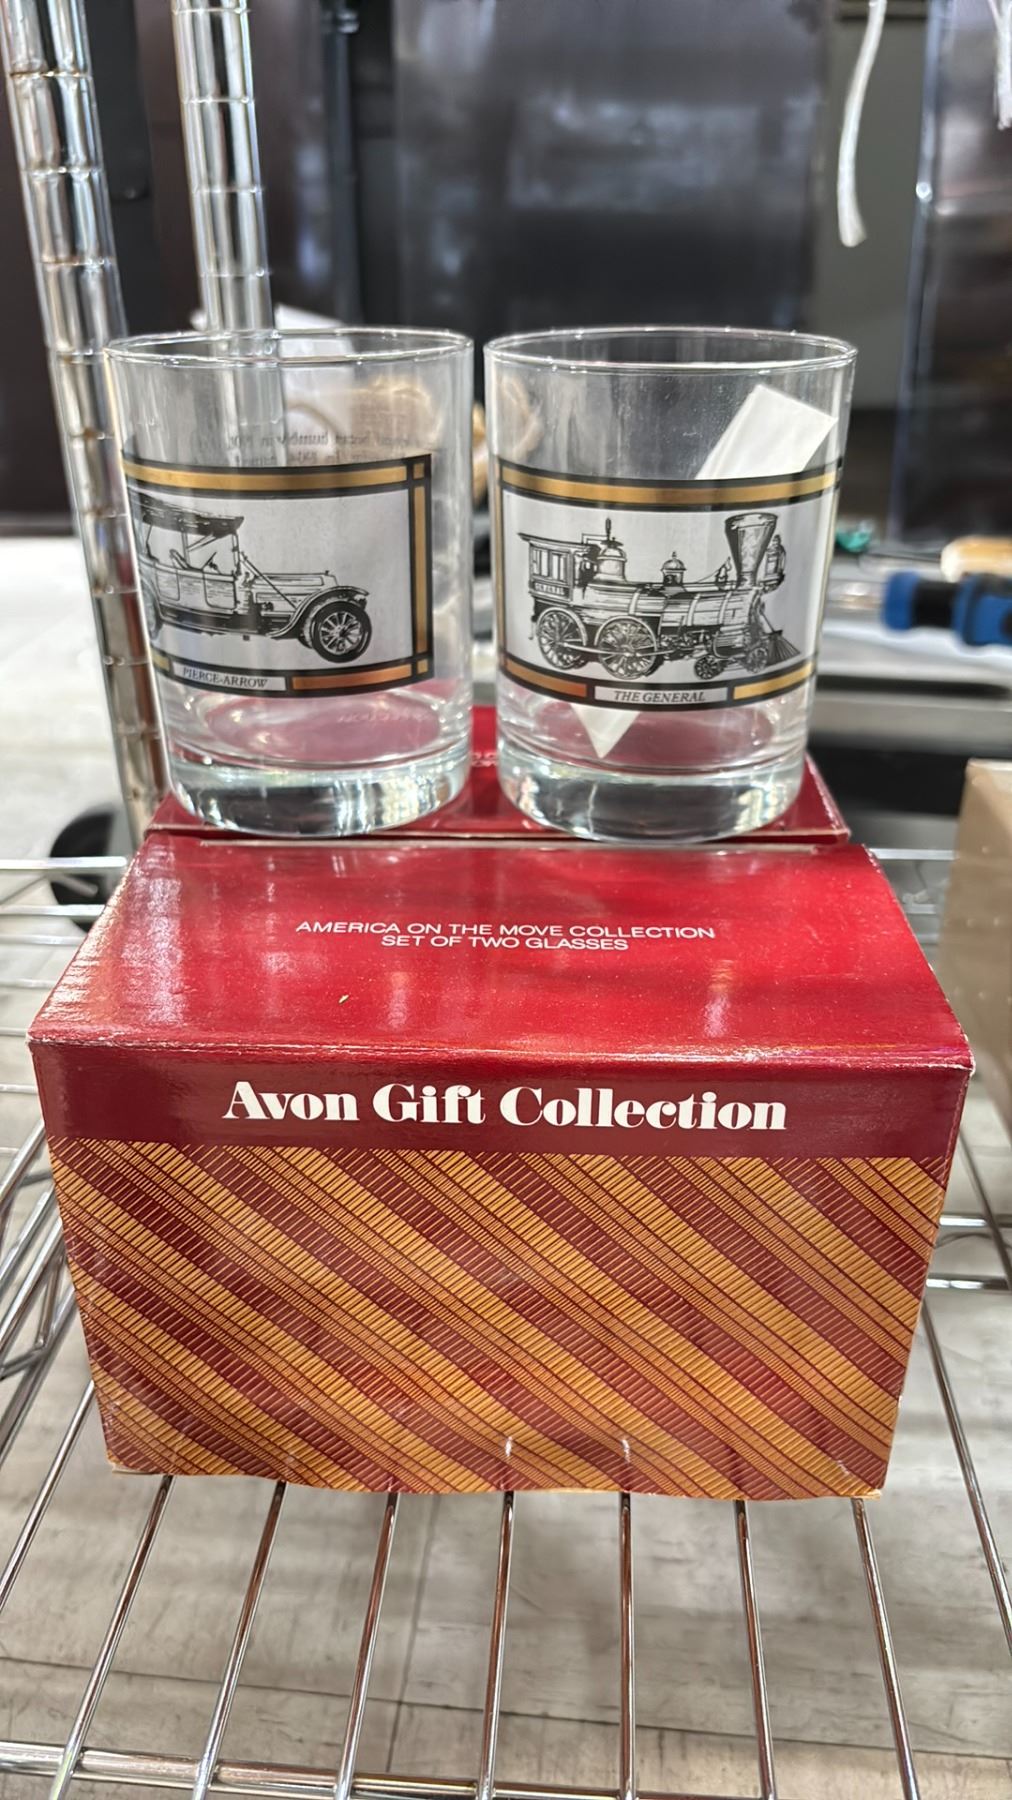 PIERCE-ARROW
THE GENERAL
AMERICA ON THE MOVE COLLECTION
SET OF TWO GLASSES
Avon Gift Collection